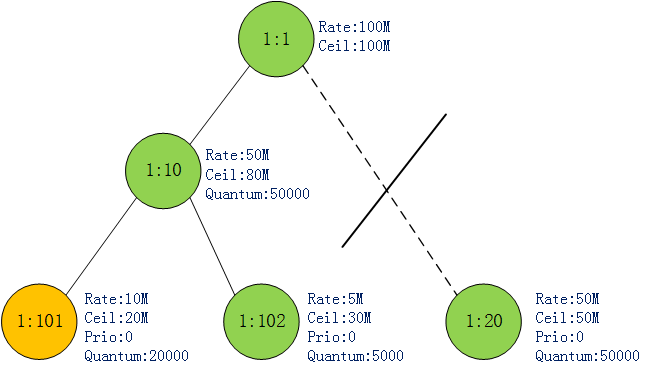 1:1
Rate:100M
Ceil:100M
1:10
Rate:50M
Ceil:80M
Quantum:50000
1:101
Rate:10M
Ceil:20M
Prio:0
Quantum:20000
1:102
Rate:5M
Ceil:30M
Prio:0
Quantum:5000
1:20
Rate:50M
Ceil:50M
Prio:0
Quantum:50000